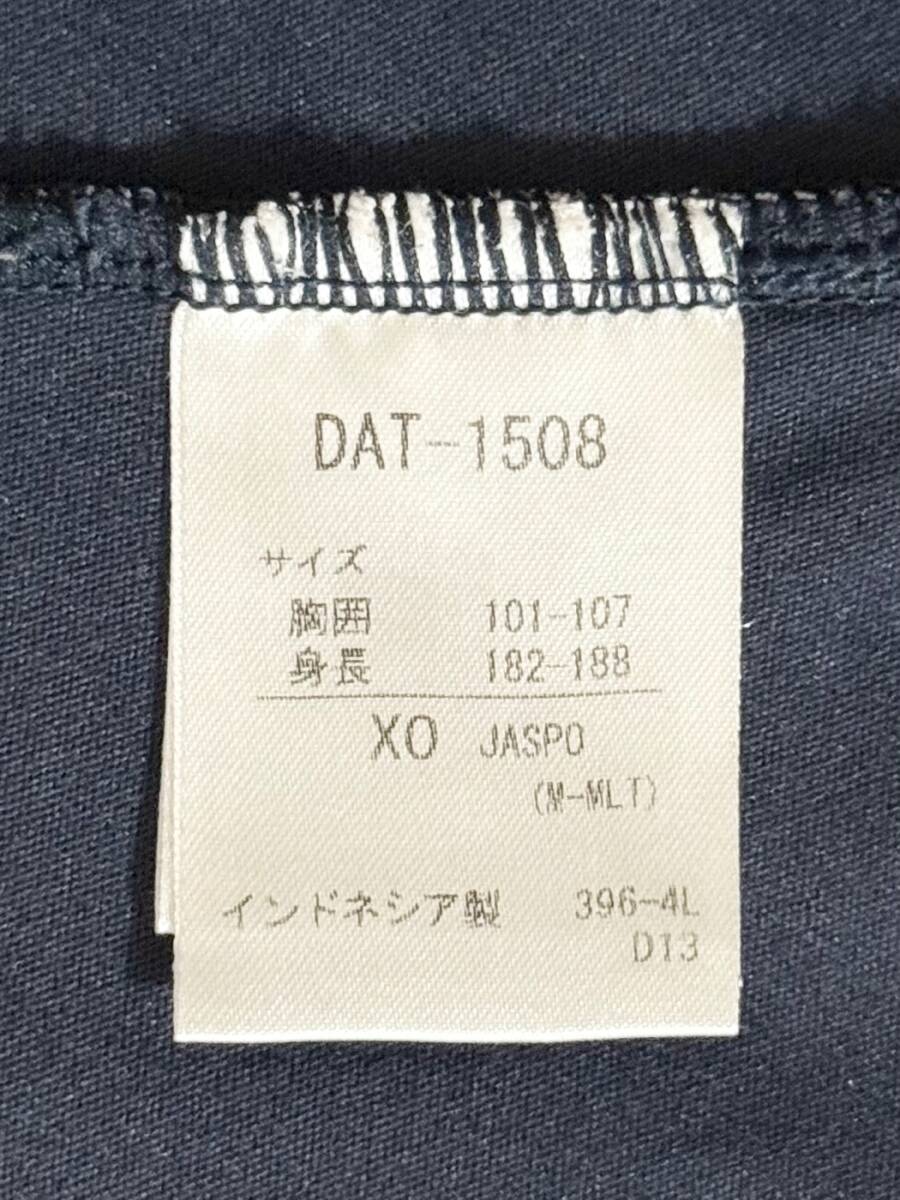 DAT-1508
サイズ
胸囲 101-107
身長 182-188
XO JASPO
(M-MLT)
インドネシア製 396-4L
D13